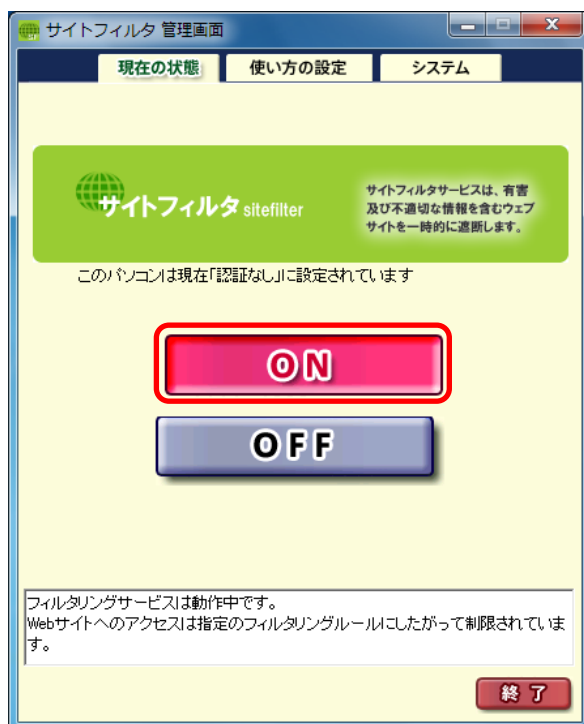 サイトフィルタ 管理画面
現在の状態 使い方の設定 システム
サイトフィルタ sitefilter
サイトフィルタサービスは、有害
及び不適切な情報を含むウェブ
サイトを一時的に遮断します。
このパソコンは現在「認証なし」に設定されています
ON
OFF
フィルタリングサービスは動作中です。
Webサイトへのアクセスは指定のフィルタリングルールにしたがって制限されていま
す。
終了